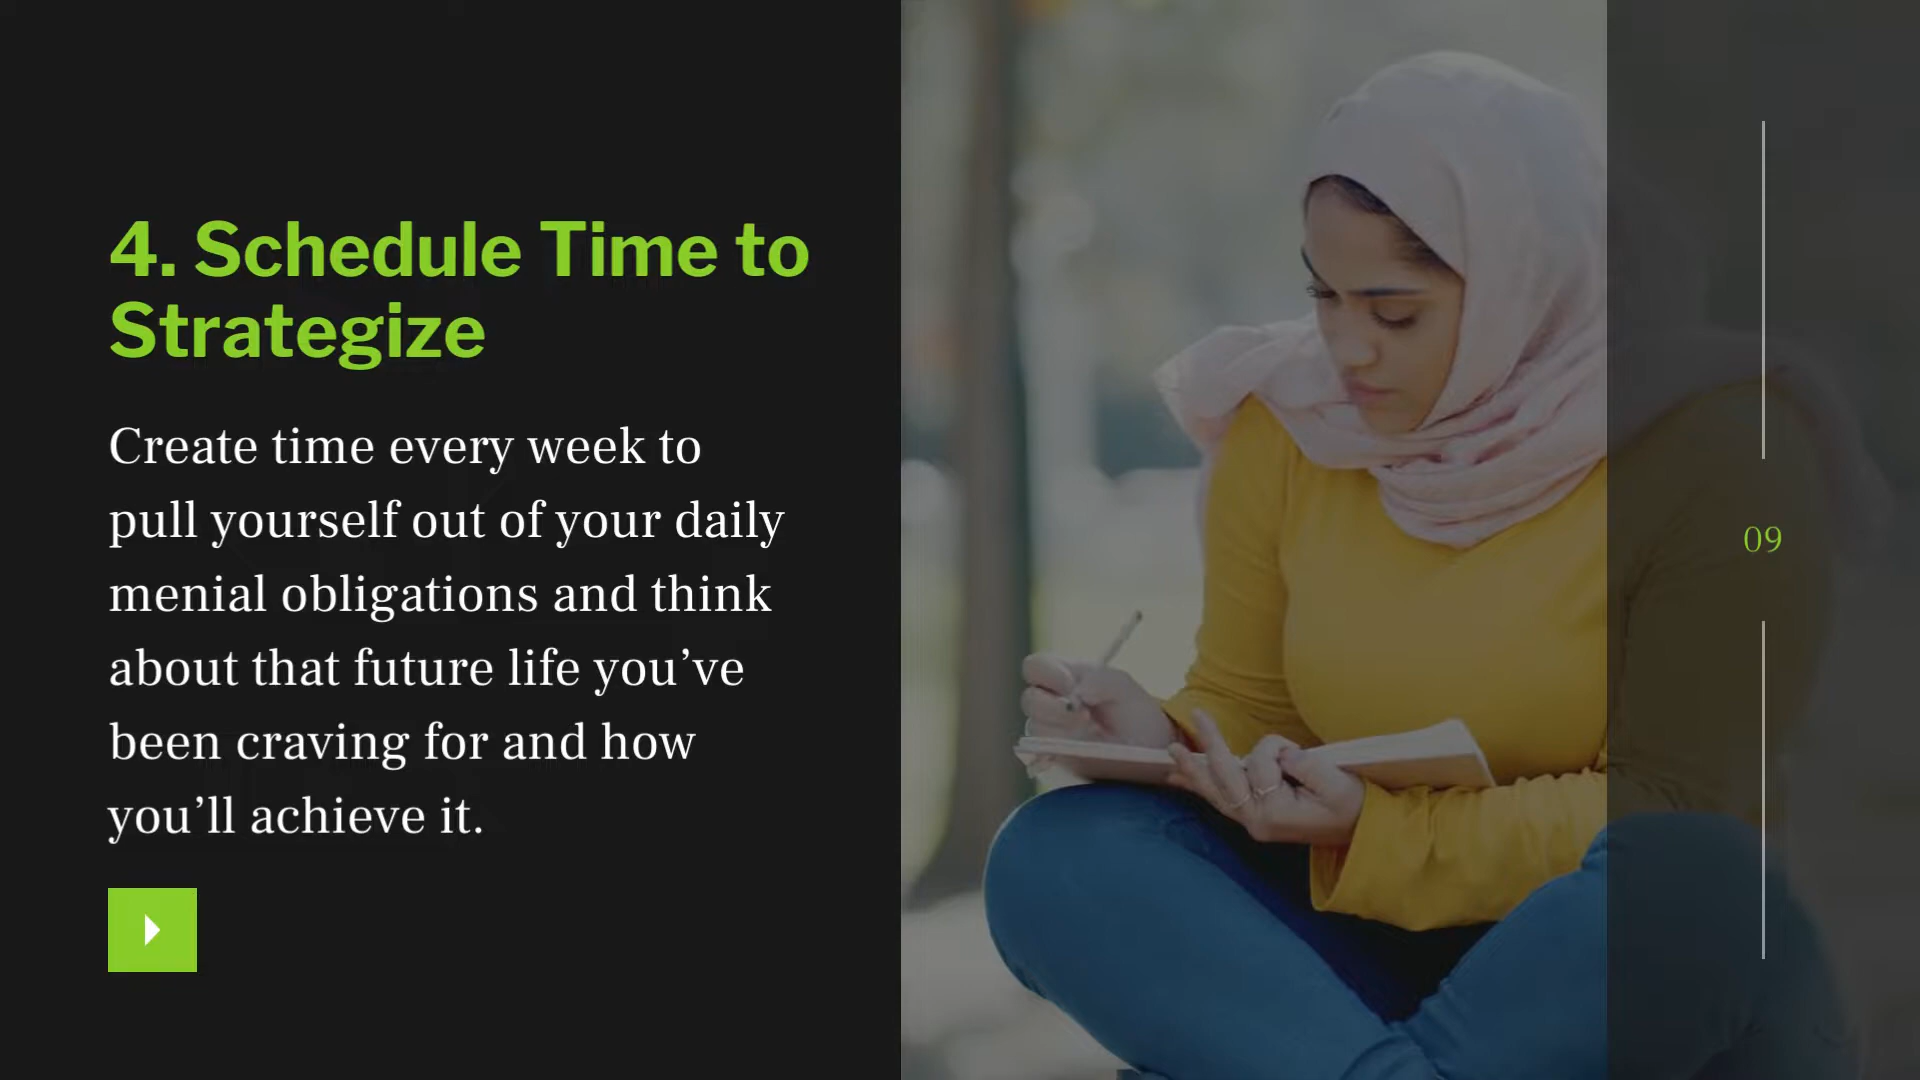 4. Schedule Time to
Strategize
Create time every week to
pull yourself out of your daily
menial obligations and think
about that future life you’ve
been craving for and how
you’ll achieve it.
09